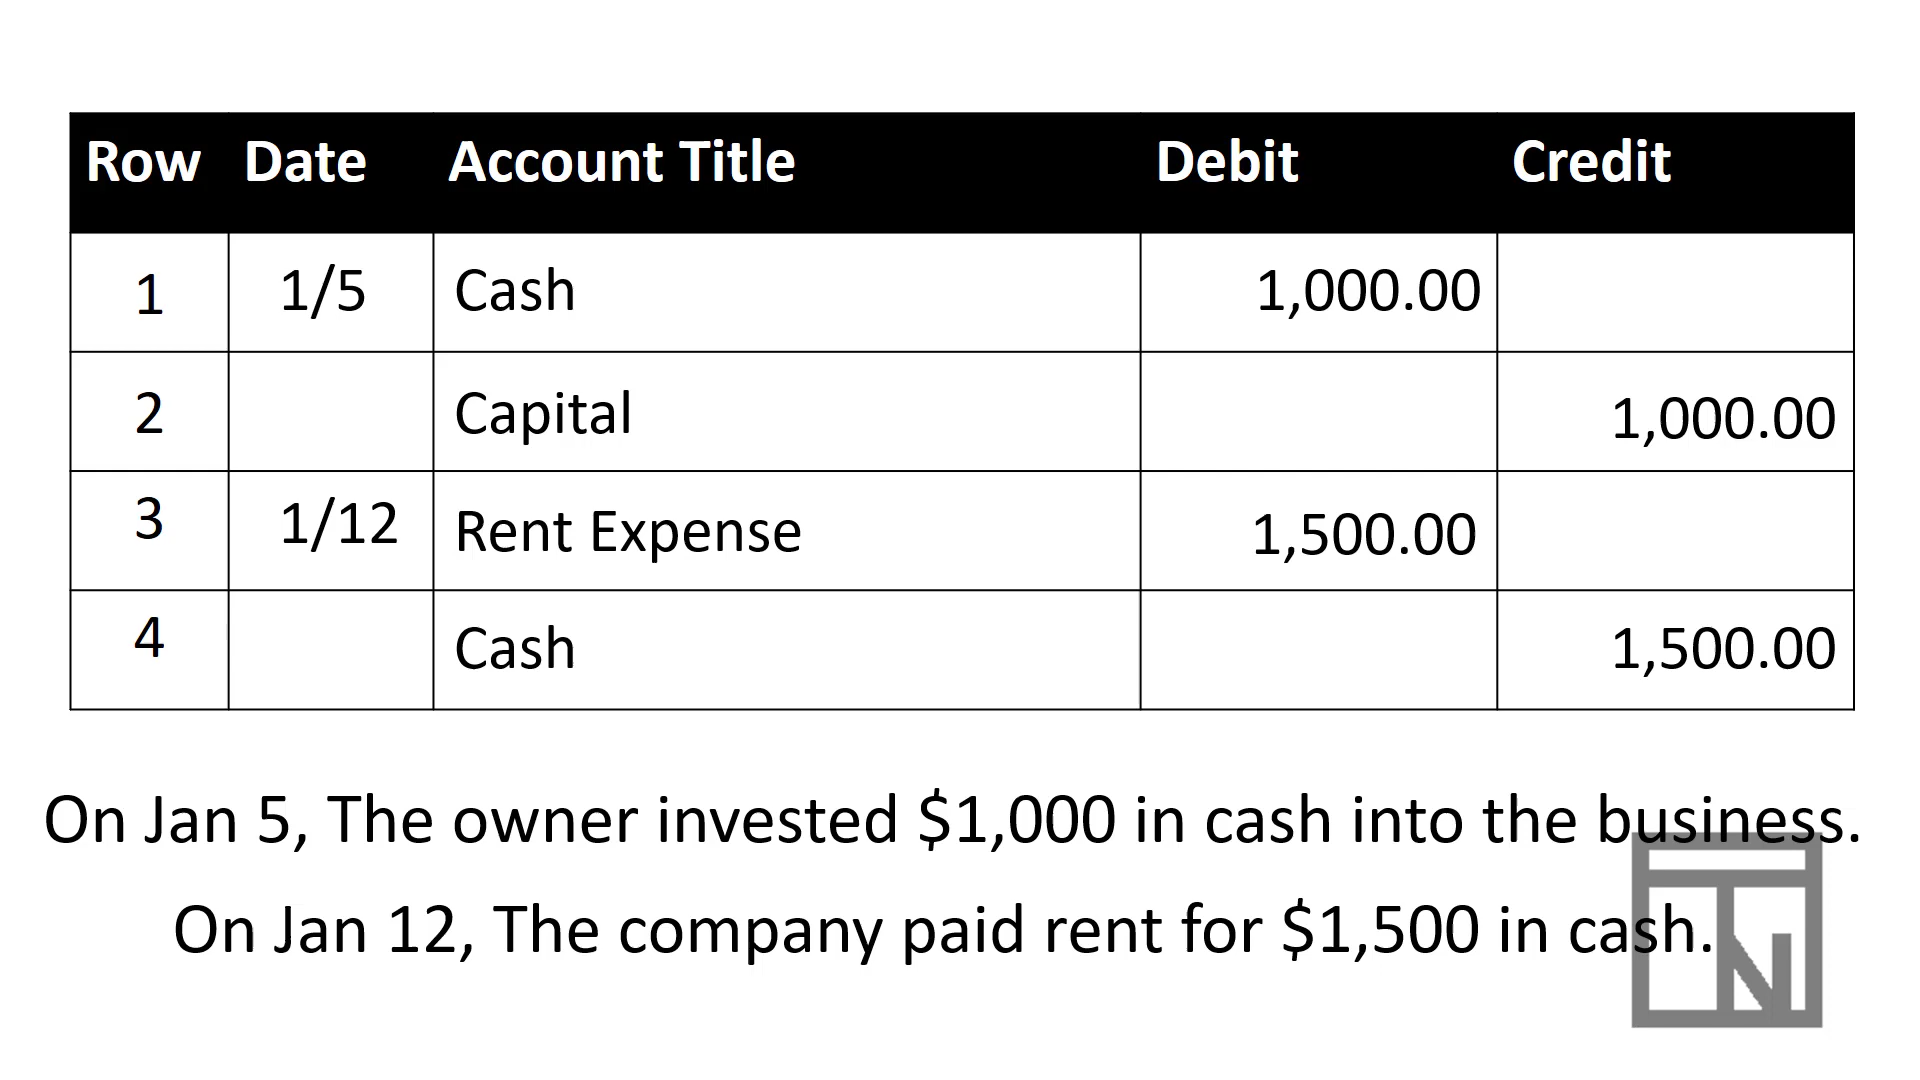 Row Date Account Title Debit Credit
1 1/5 Cash 1,000.00
2 Capital 1,000.00
3 1/12 Rent Expense 1,500.00
4 Cash 1,500.00
On Jan 5, The owner invested $1,000 in cash into the business.
On Jan 12, The company paid rent for $1,500 in cash.